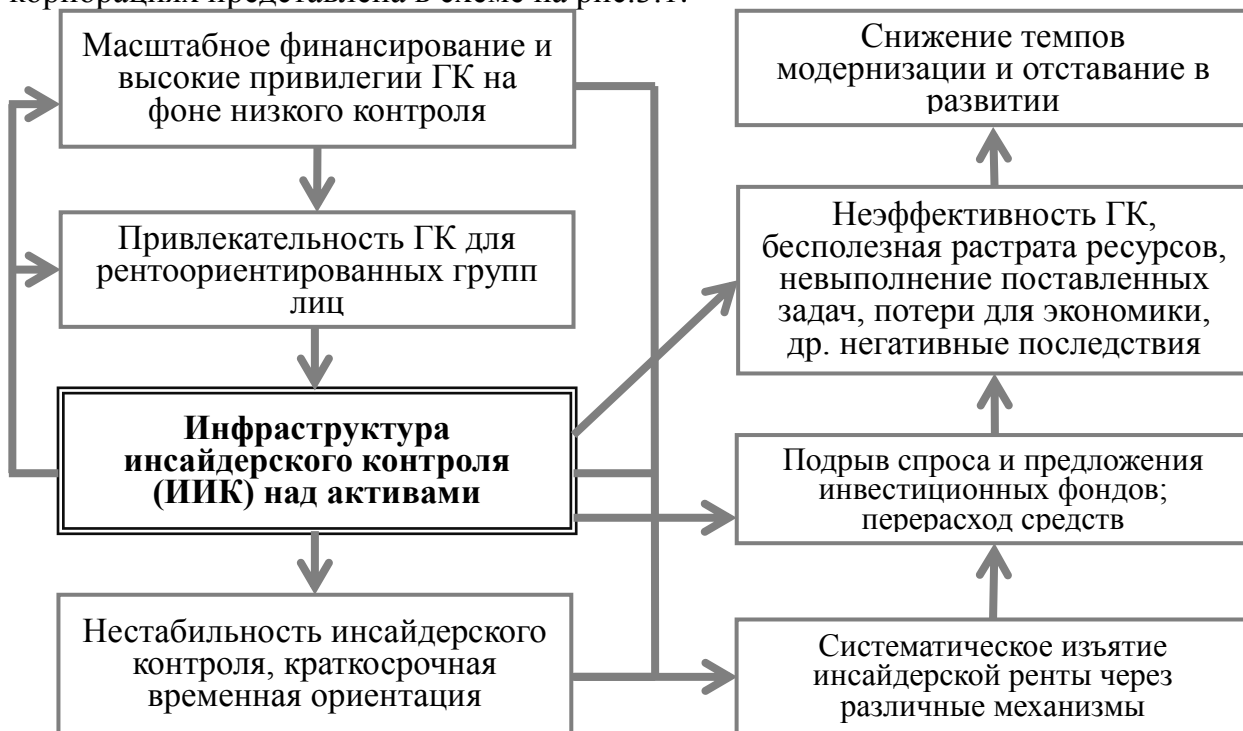 корпорациях представлена в схеме на рис.3.1.
Масштабное финансирование и
высокие привилегии ГК на
фоне низкого контроля
Привлекательность ГК для
рентоориентированных групп
лиц
Инфраструктура
инсайдерского контроля
(ИИК) над активами
Нестабильность инсайдерского
контроля, краткосрочная
временная ориентация
Снижение темпов
модернизации и отставание в
развитии
Неэффективность ГК,
бесполезная растрата ресурсов,
невыполнение поставленных
задач, потери для экономики,
др. негативные последствия
Подрыв спроса и предложения
инвестиционных фондов;
перерасход средств
Систематическое изъятие
инсайдерской ренты через
различные механизмы